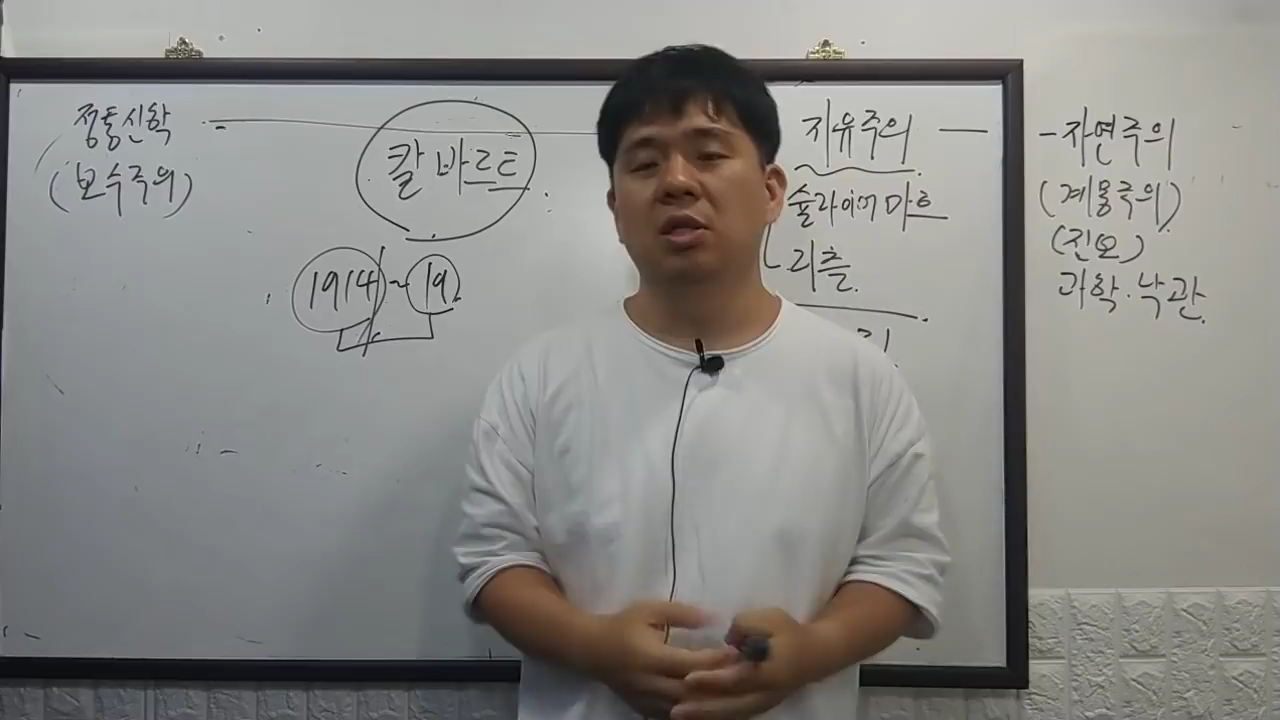 정통신학
(보수주의)
칼 바르트
1914 ~ 19
자유주의
슐라이어마흐
리츨
자연주의
(계몽주의)
(진보)
과학·낙관